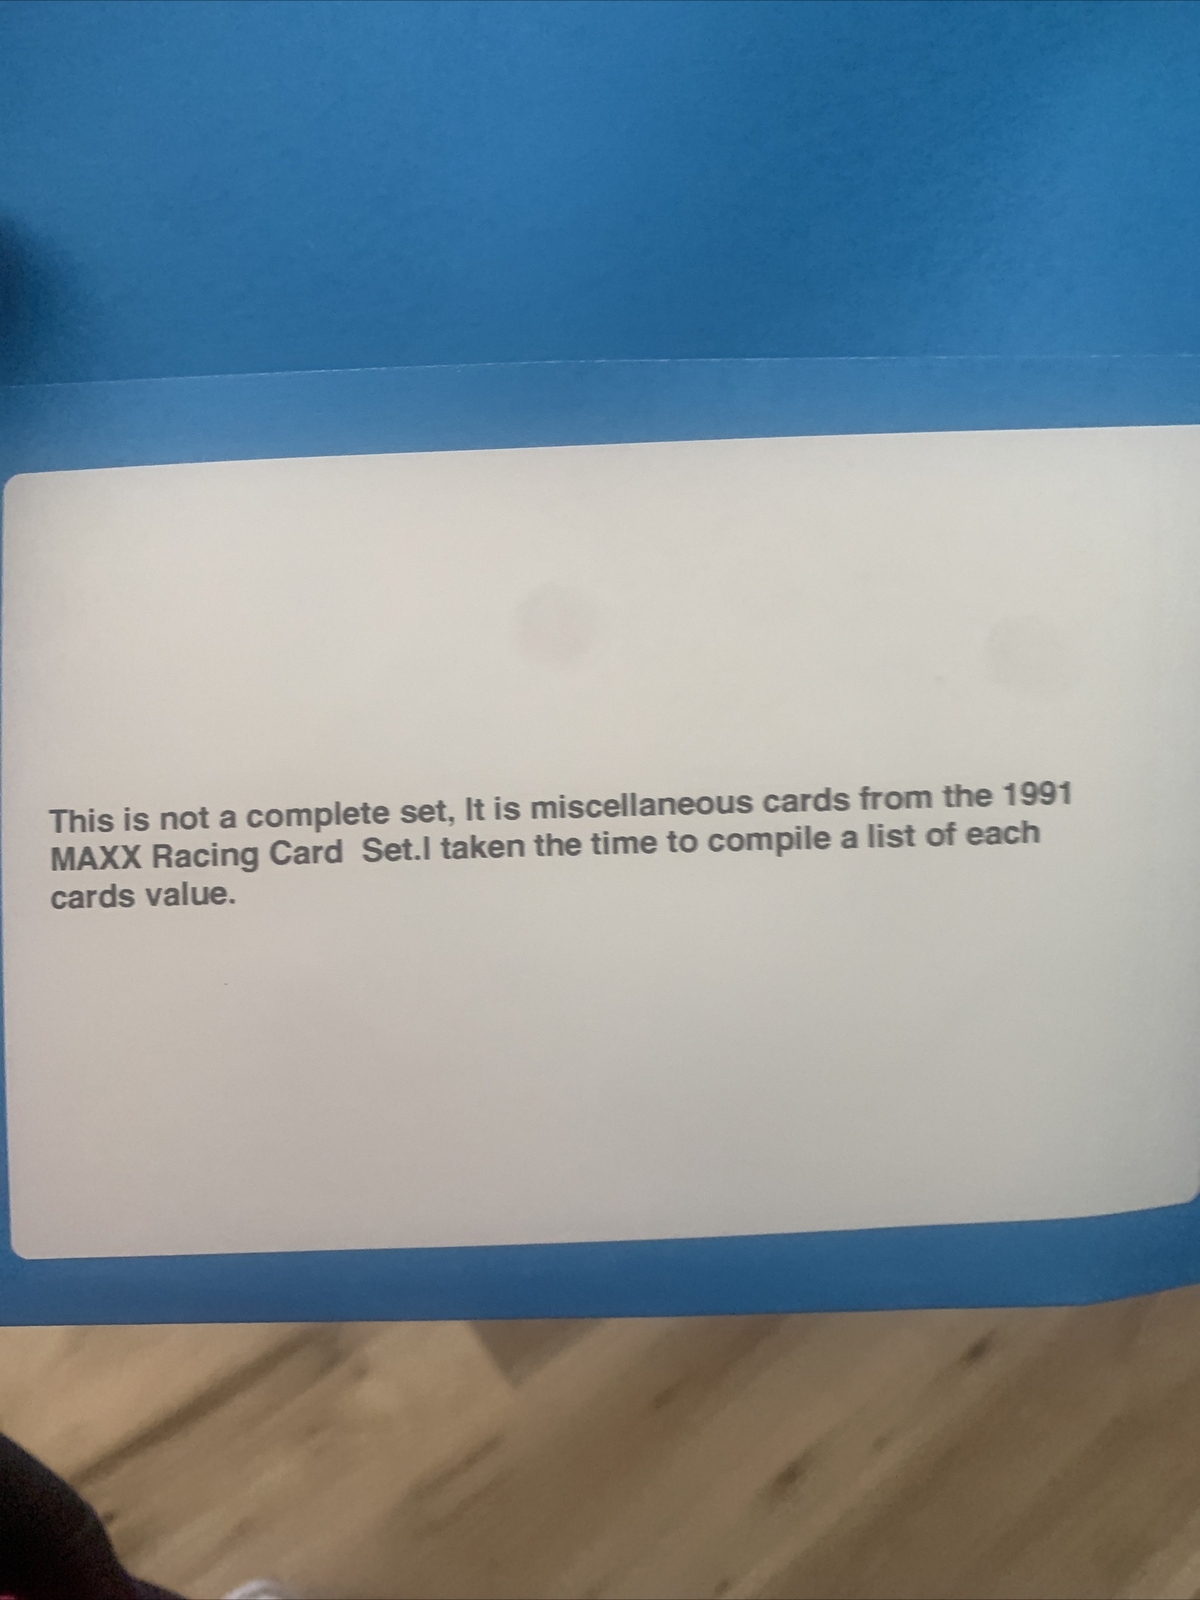 This is not a complete set, It is miscellaneous cards from the 1991
MAXX Racing Card  Set.I taken the time to compile a list of each
cards value.